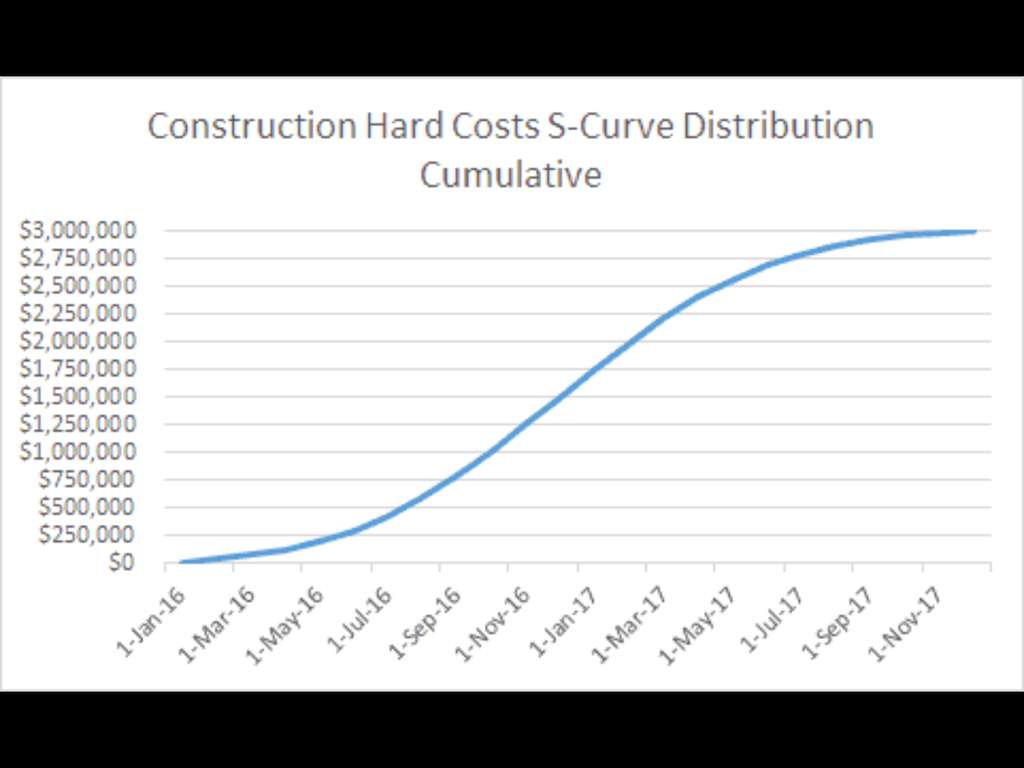 Construction Hard Costs S-Curve Distribution
Cumulative
$3,000,000
$2,750,000
$2,500,000
$2,250,000
$2,000,000
$1,750,000
$1,500,000
$1,250,000
$1,000,000
$750,000
$500,000
$250,000
$0
1-Jan-16
1-Mar-16
1-May-16
1-Jul-16
1-Sep-16
1-Nov-16
1-Jan-17
1-Mar-17
1-May-17
1-Jul-17
1-Sep-17
1-Nov-17